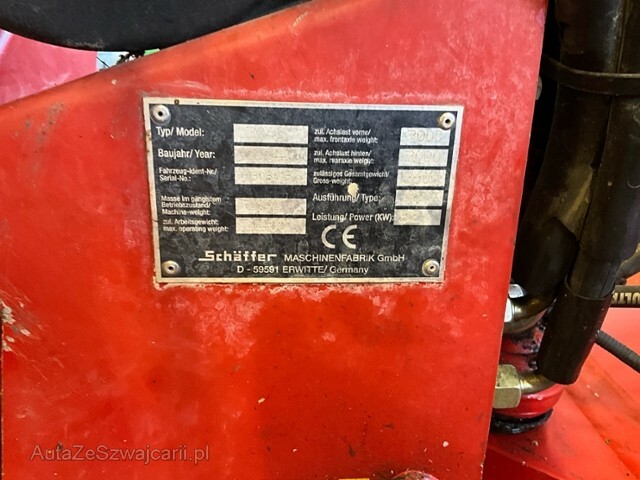 Typ/ Model:
Baujahr/ Year:
Fahrzeug-Ident-Nr./
Serial-No.:
Masse im ganghden
Betriebszustand/
Machine-weight:
zul. Arbeitsgewicht:
max. operating weight:
zul. Achslast vorne/
max. frontaxle weight:
zul. Achslast hinten/
max. rearaxle weight:
zulässiges Gesamtgewicht/
Gross-weight:
Ausführung/ Type:
Leistung/ Power (KW):
CE
Schäffer MASCHINENFABRIK GmbH
D - 59591 ERWITTE/ Germany
AutaZeSzwajcarii.pl